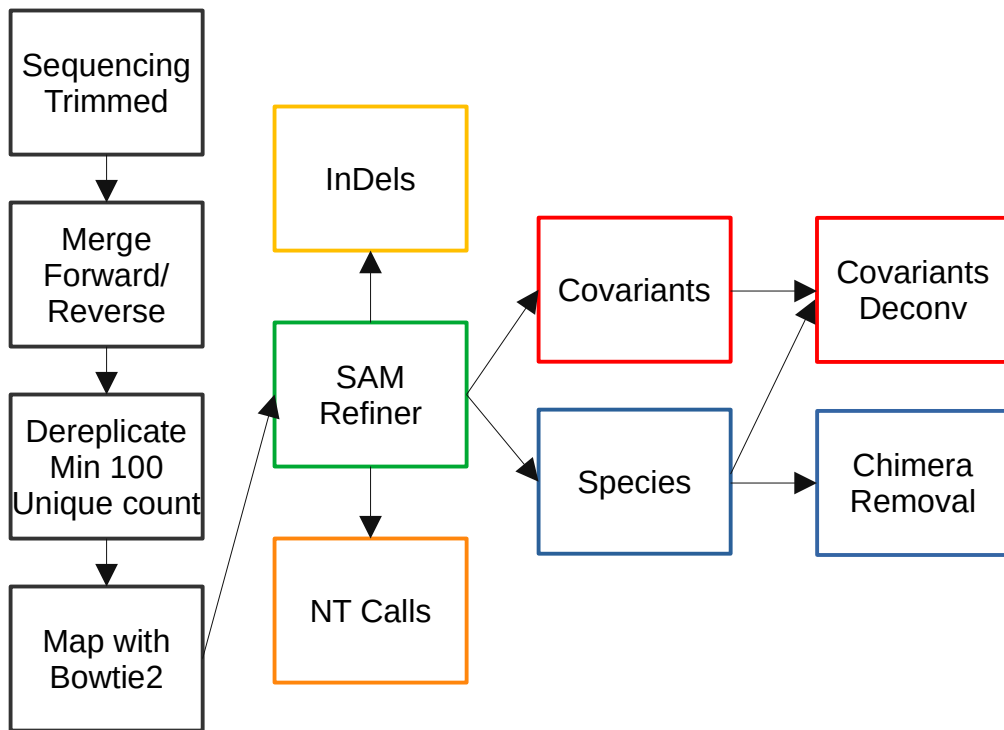 Sequencing
Trimmed
Merge
Forward/
Reverse
Dereplicate
Min 100
Unique count
Map with
Bowtie2
InDels
SAM
Refiner
NT Calls
Covariants
Species
Covariants
Deconv
Chimera
Removal